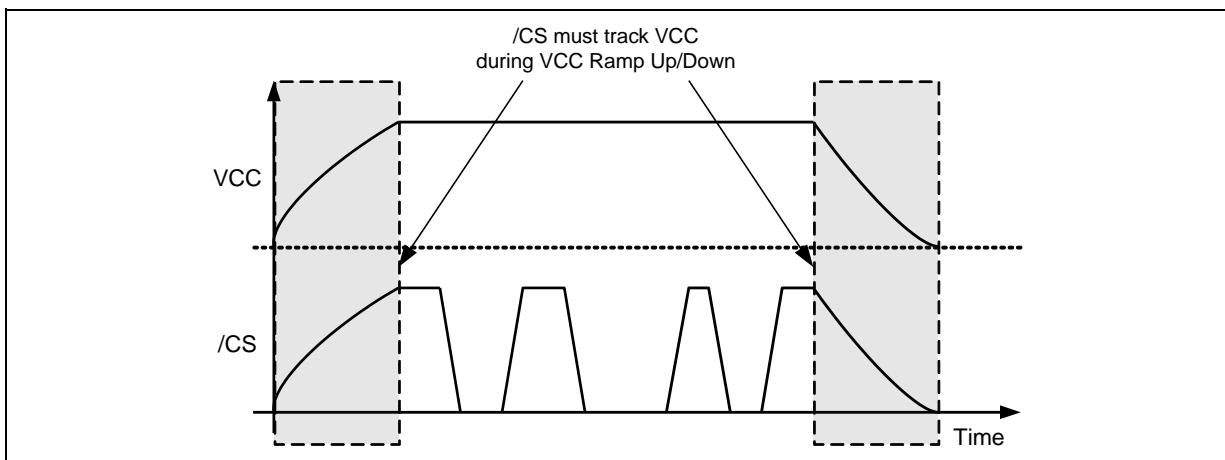 /CS must track VCC
during VCC Ramp Up/Down
VCC
/CS
Time